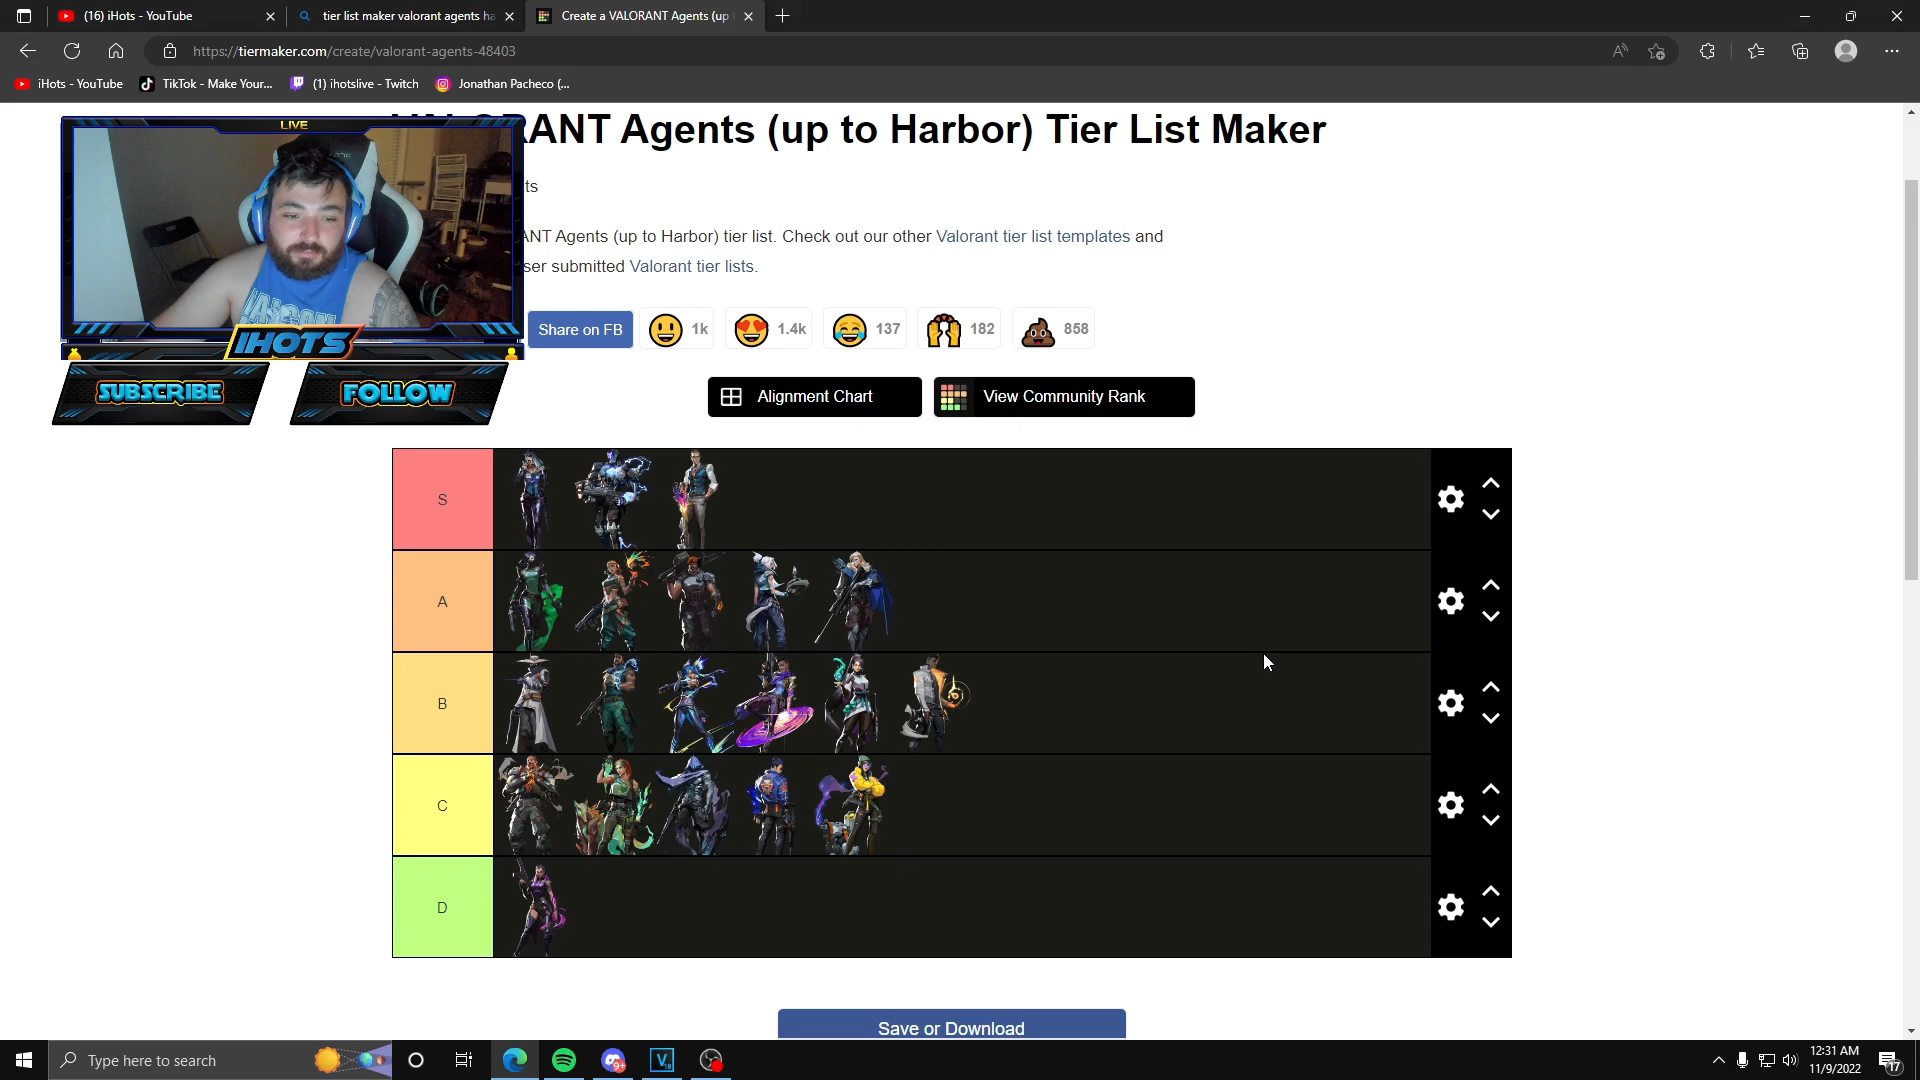 (16) iHots - YouTube
tier list maker valorant agents ha
Create a VALORANT Agents (up
https://tiermaker.com/create/valorant-agents-48403
iHots - YouTube
TikTok - Make Your...
(1) ihotslive - Twitch
Jonathan Pacheco (...
RANT Agents (up to Harbor) Tier List Maker
LIVE
ts
ANT Agents (up to Harbor) tier list. Check out our other Valorant tier list templates and
ser submitted Valorant tier lists.
IHOTS
SUBSCRIBE
FOLLOW
Share on FB
1k
1.4k
137
182
858
Alignment Chart
View Community Rank
S
A
B
C
D
Save or Download
Type here to search
9+
V
18
12:31 AM
11/9/2022
17